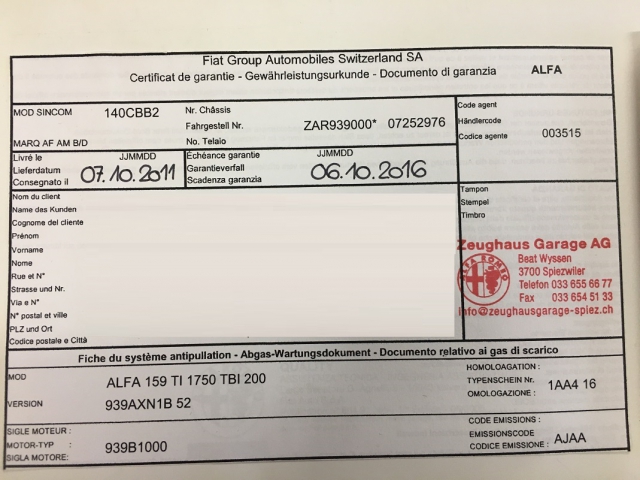 Fiat Group Automobiles Switzerland SA
Certificat de garantie - Gewährleistungsurkunde - Documento di garanzia ALFA
MOD SINCOM 140CBB2
MARQ AF AM B/D
Nr. Châssis
Fahrgestell Nr. ZAR939000* 07252976
No. Telaio
Code agent
Händlercode
Codice agente 003515
Livré le JJMMDD
Lieferdatum 07.10.2011
Consegnato il
Echéance garantie JJMMDD
Garantieverfall 06.10.2016
Scadenza garanzia
Nom du client
Name des Kunden
Cognome del cliente
Prénom
Vorname
Nome
Rue et N°
Strasse und Nr.
Via e N°
N° postal et ville
PLZ und Ort
Codice postale e Città
Tampon
Stempel
Timbro
Zeughaus Garage AG
ALFA ROMEO
Beat Wyssen
3700 Spiezwiler
Telefon 033 655 66 77
Fax 033 654 51 33
info@zeughausgarage-spiez.ch
Fiche du système antipullation - Abgas-Wartungsdokument - Documento relativo ai gas di scarico
MOD ALFA 159 TI 1750 TBI 200
VERSION 939AXN1B 52
HOMOLOAGATION :
TYPENSCHEIN Nr. 1AA4 16
OMOLOGAZIONE :
SIGLE MOTEUR :
MOTOR-TYP : 939B1000
SIGLA MOTORE:
CODE EMISSIONS :
EMISSIONSCODE
CODICE EMISSIONE : AJAA